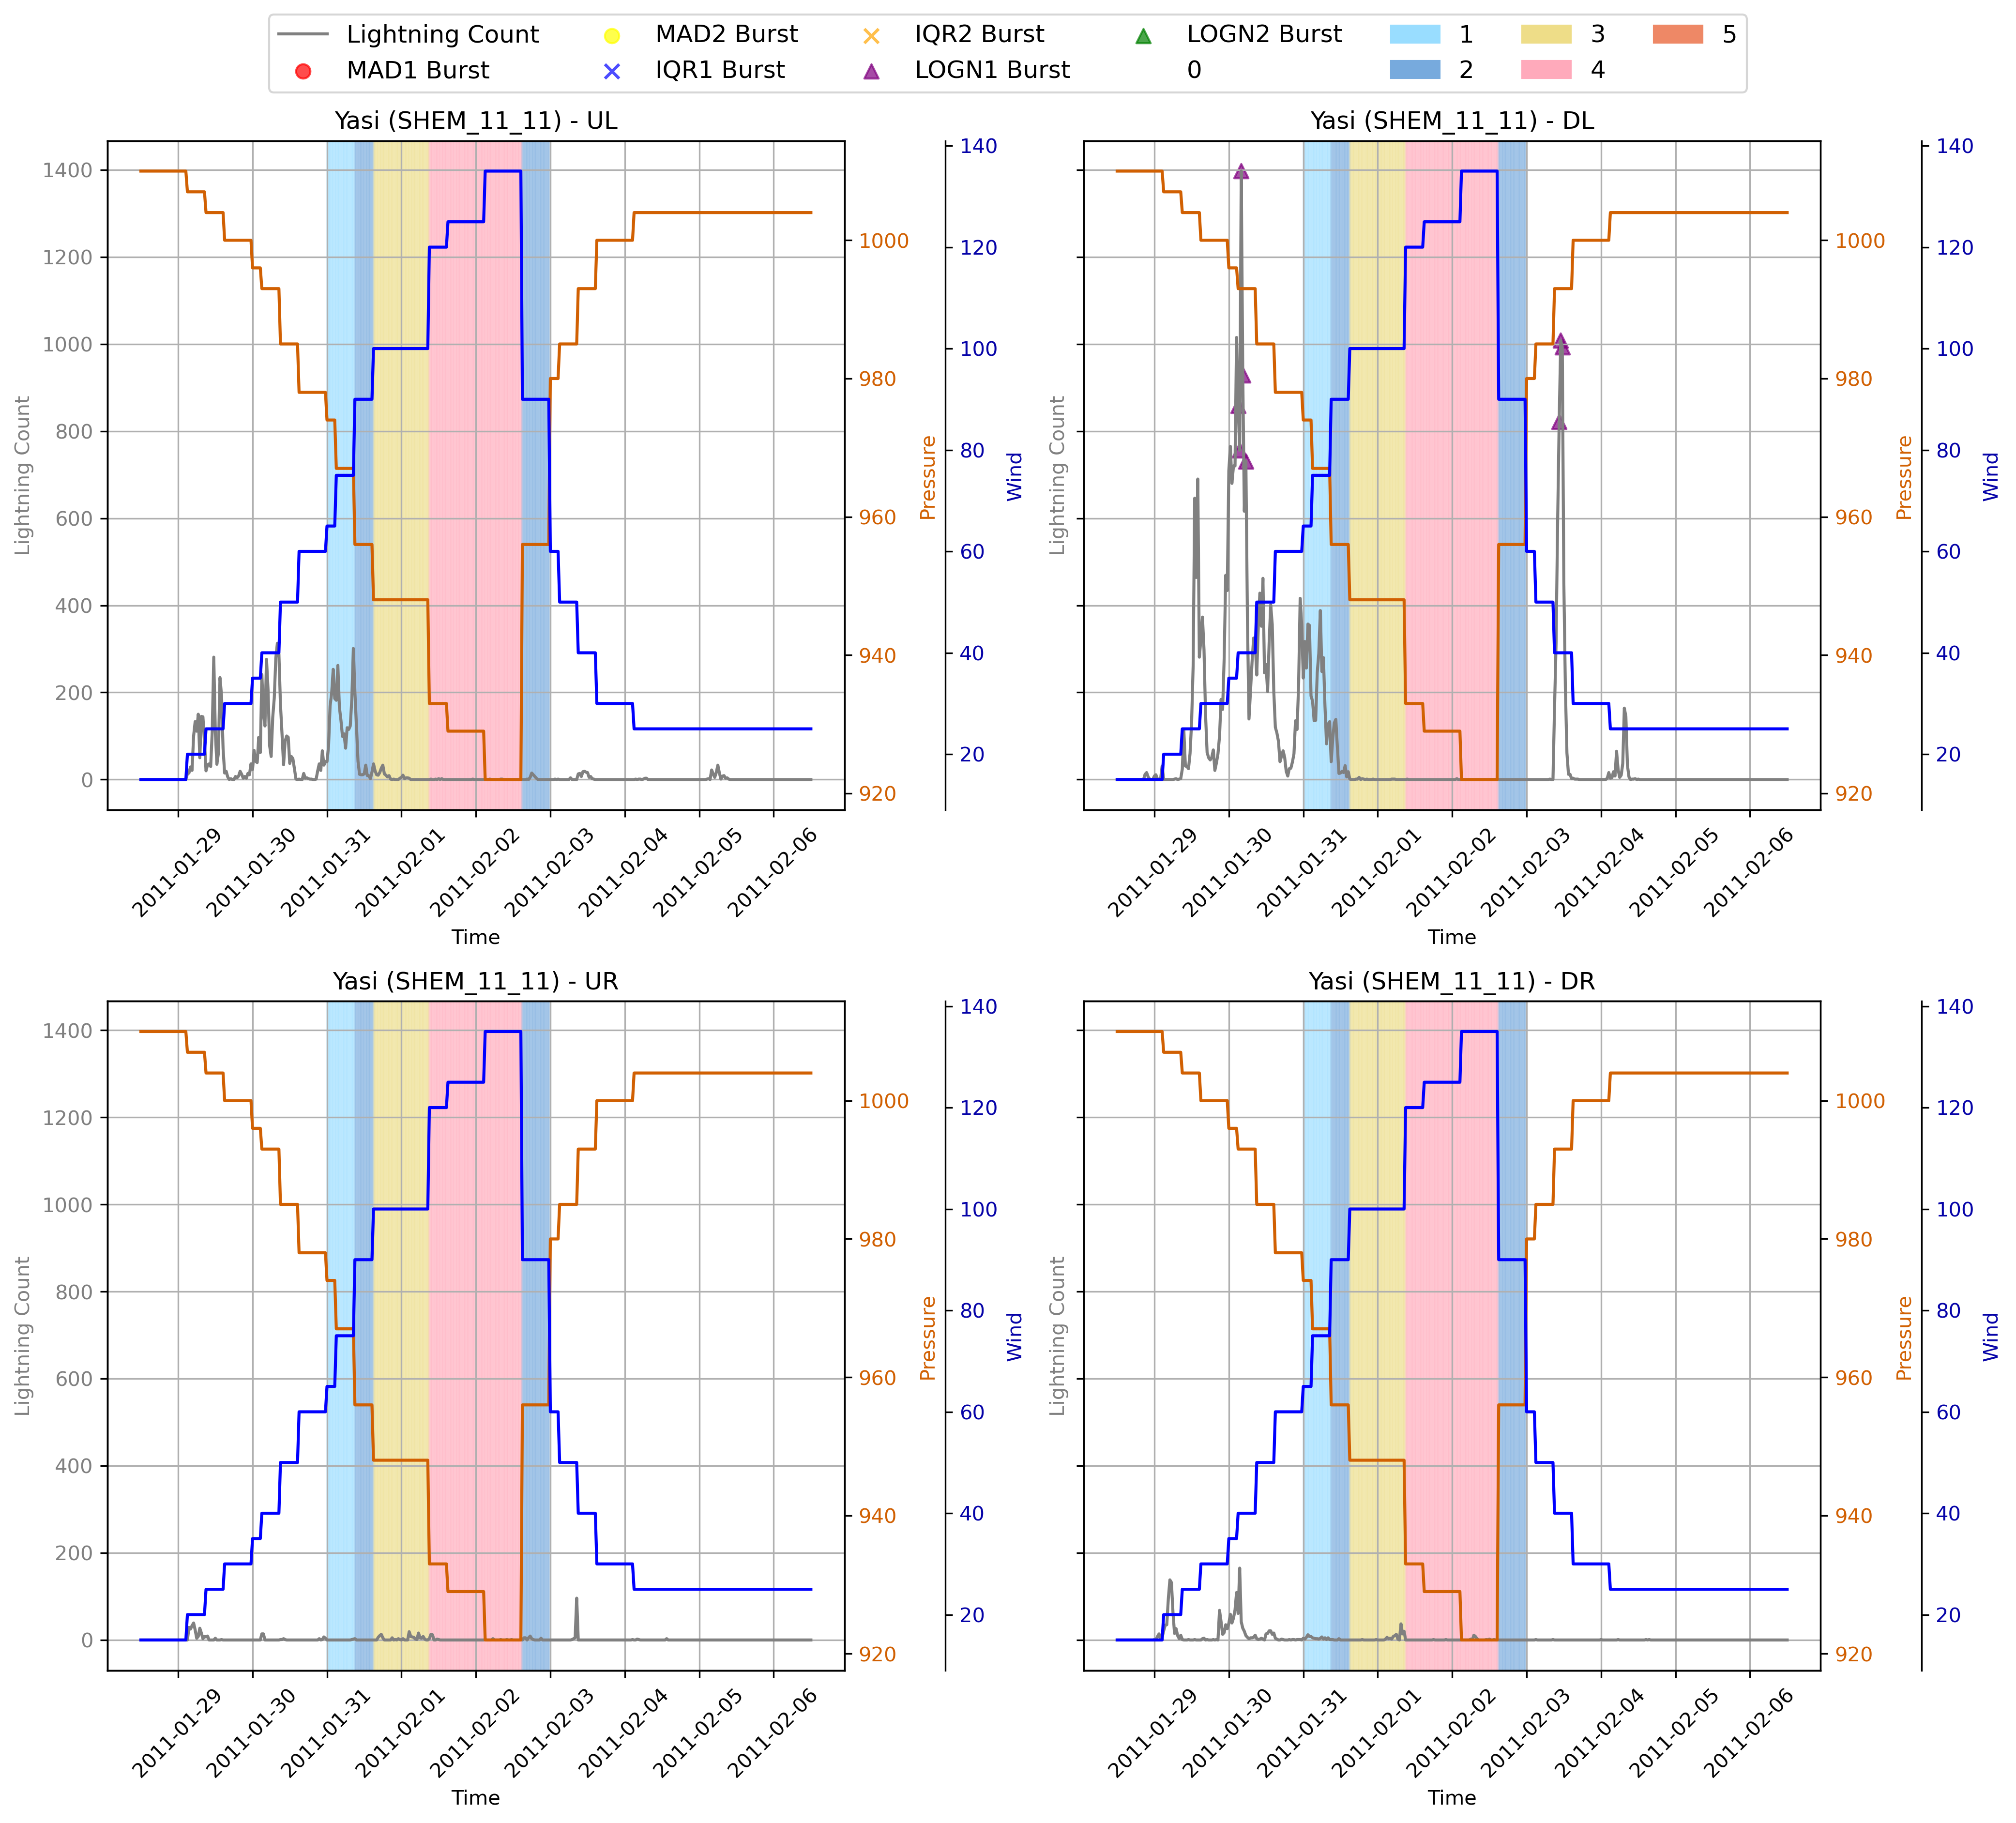 Lightning Count MAD2 Burst IQR2 Burst LOGN2 Burst 1 3 5
MAD1 Burst IQR1 Burst LOGN1 Burst 0 2 4
Yasi (SHEM_11_11) - UL
Lightning Count
1400
1200
1000
800
600
400
200
0
1000
980
960
940
920
Pressure
140
120
100
80
60
40
20
Wind
2011-01-29 2011-01-30 2011-01-31 2011-02-01 2011-02-02 2011-02-03 2011-02-04 2011-02-05 2011-02-06
Time
Yasi (SHEM_11_11) - DL
Lightning Count
1000
980
960
940
920
Pressure
140
120
100
80
60
40
20
Wind
2011-01-29 2011-01-30 2011-01-31 2011-02-01 2011-02-02 2011-02-03 2011-02-04 2011-02-05 2011-02-06
Time
Yasi (SHEM_11_11) - UR
Lightning Count
1400
1200
1000
800
600
400
200
0
1000
980
960
940
920
Pressure
140
120
100
80
60
40
20
Wind
2011-01-29 2011-01-30 2011-01-31 2011-02-01 2011-02-02 2011-02-03 2011-02-04 2011-02-05 2011-02-06
Time
Yasi (SHEM_11_11) - DR
Lightning Count
1000
980
960
940
920
Pressure
140
120
100
80
60
40
20
Wind
2011-01-29 2011-01-30 2011-01-31 2011-02-01 2011-02-02 2011-02-03 2011-02-04 2011-02-05 2011-02-06
Time